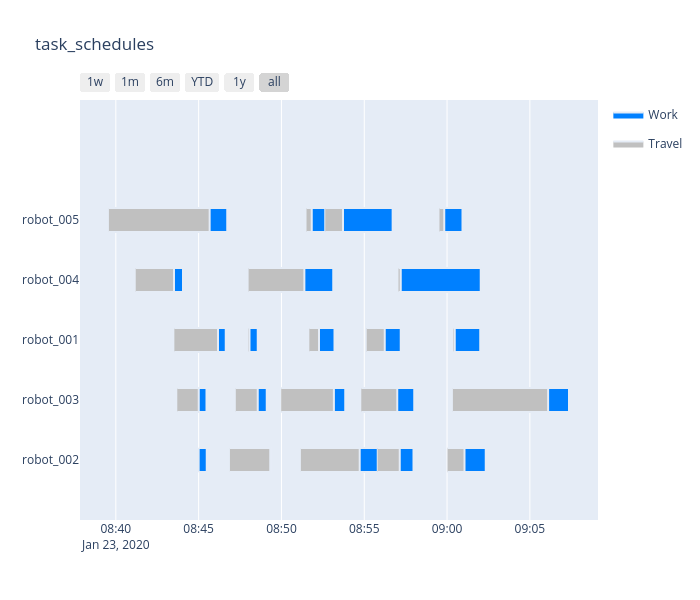 task_schedules
1w 1m 6m YTD 1y all
Work
Travel
robot_005
robot_004
robot_001
robot_003
robot_002
08:40 08:45 08:50 08:55 09:00 09:05
Jan 23, 2020